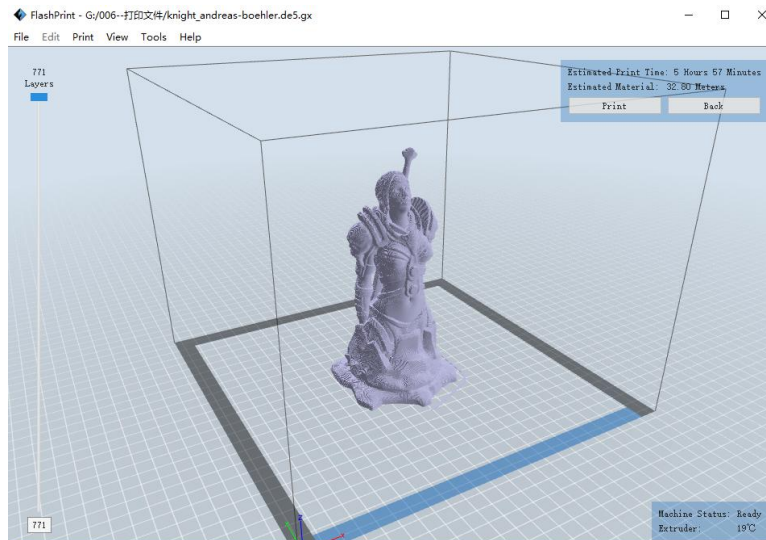 FlashPrint - G:/006--打印文件/knight_andreas-boehler.de5.gx
File Edit Print View Tools Help
771
Layers
Estimated Print Time: 5 Hours 57 Minutes
Estimated Material: 32.80 Meters
Print Back
771
Machine Status: Ready
Extruder: 19℃